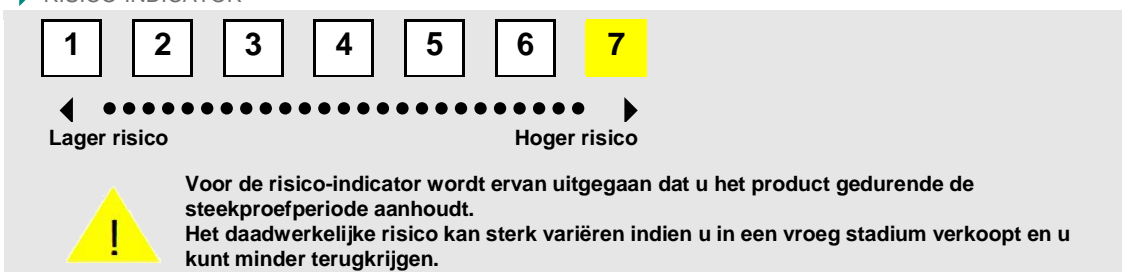 RISICO-INDICATOR
1 2 3 4 5 6 7
Lager risico Hoger risico
Voor de risico-indicator wordt ervan uitgegaan dat u het product gedurende de
steekproefperiode aanhoudt.
Het daadwerkelijke risico kan sterk variëren indien u in een vroeg stadium verkoopt en u
kunt minder terugkrijgen.
!